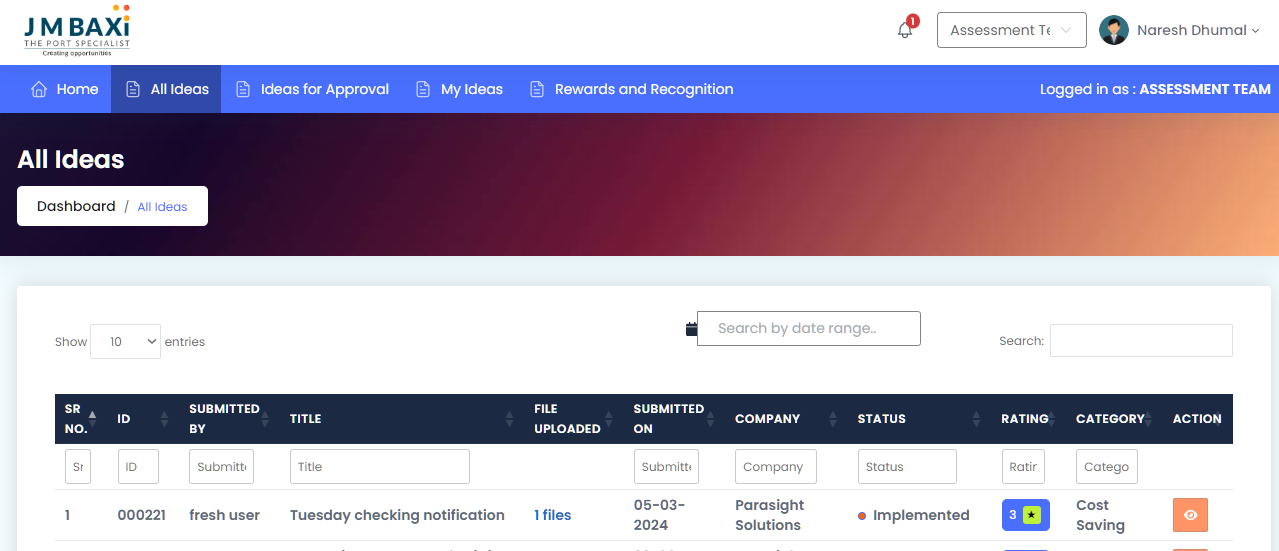 JM BAXi
THE PORT SPECIALIST
Creating opportunities
1
Assessment Te
Naresh Dhumal
Home
All Ideas
Ideas for Approval
My Ideas
Rewards and Recognition
Logged in as : ASSESSMENT TEAM
All Ideas
Dashboard / All Ideas
Show 10 entries
Search by date range..
Search:
SR NO.
ID
SUBMITTED BY
TITLE
FILE UPLOADED
SUBMITTED ON
COMPANY
STATUS
RATING
CATEGORY
ACTION
Sr
ID
Submitte
Title
Submitte
Company
Status
Ratin
Catego
1
000221
fresh user
Tuesday checking notification
1 files
05-03-
2024
Parasight
Solutions
Implemented
3
Cost
Saving